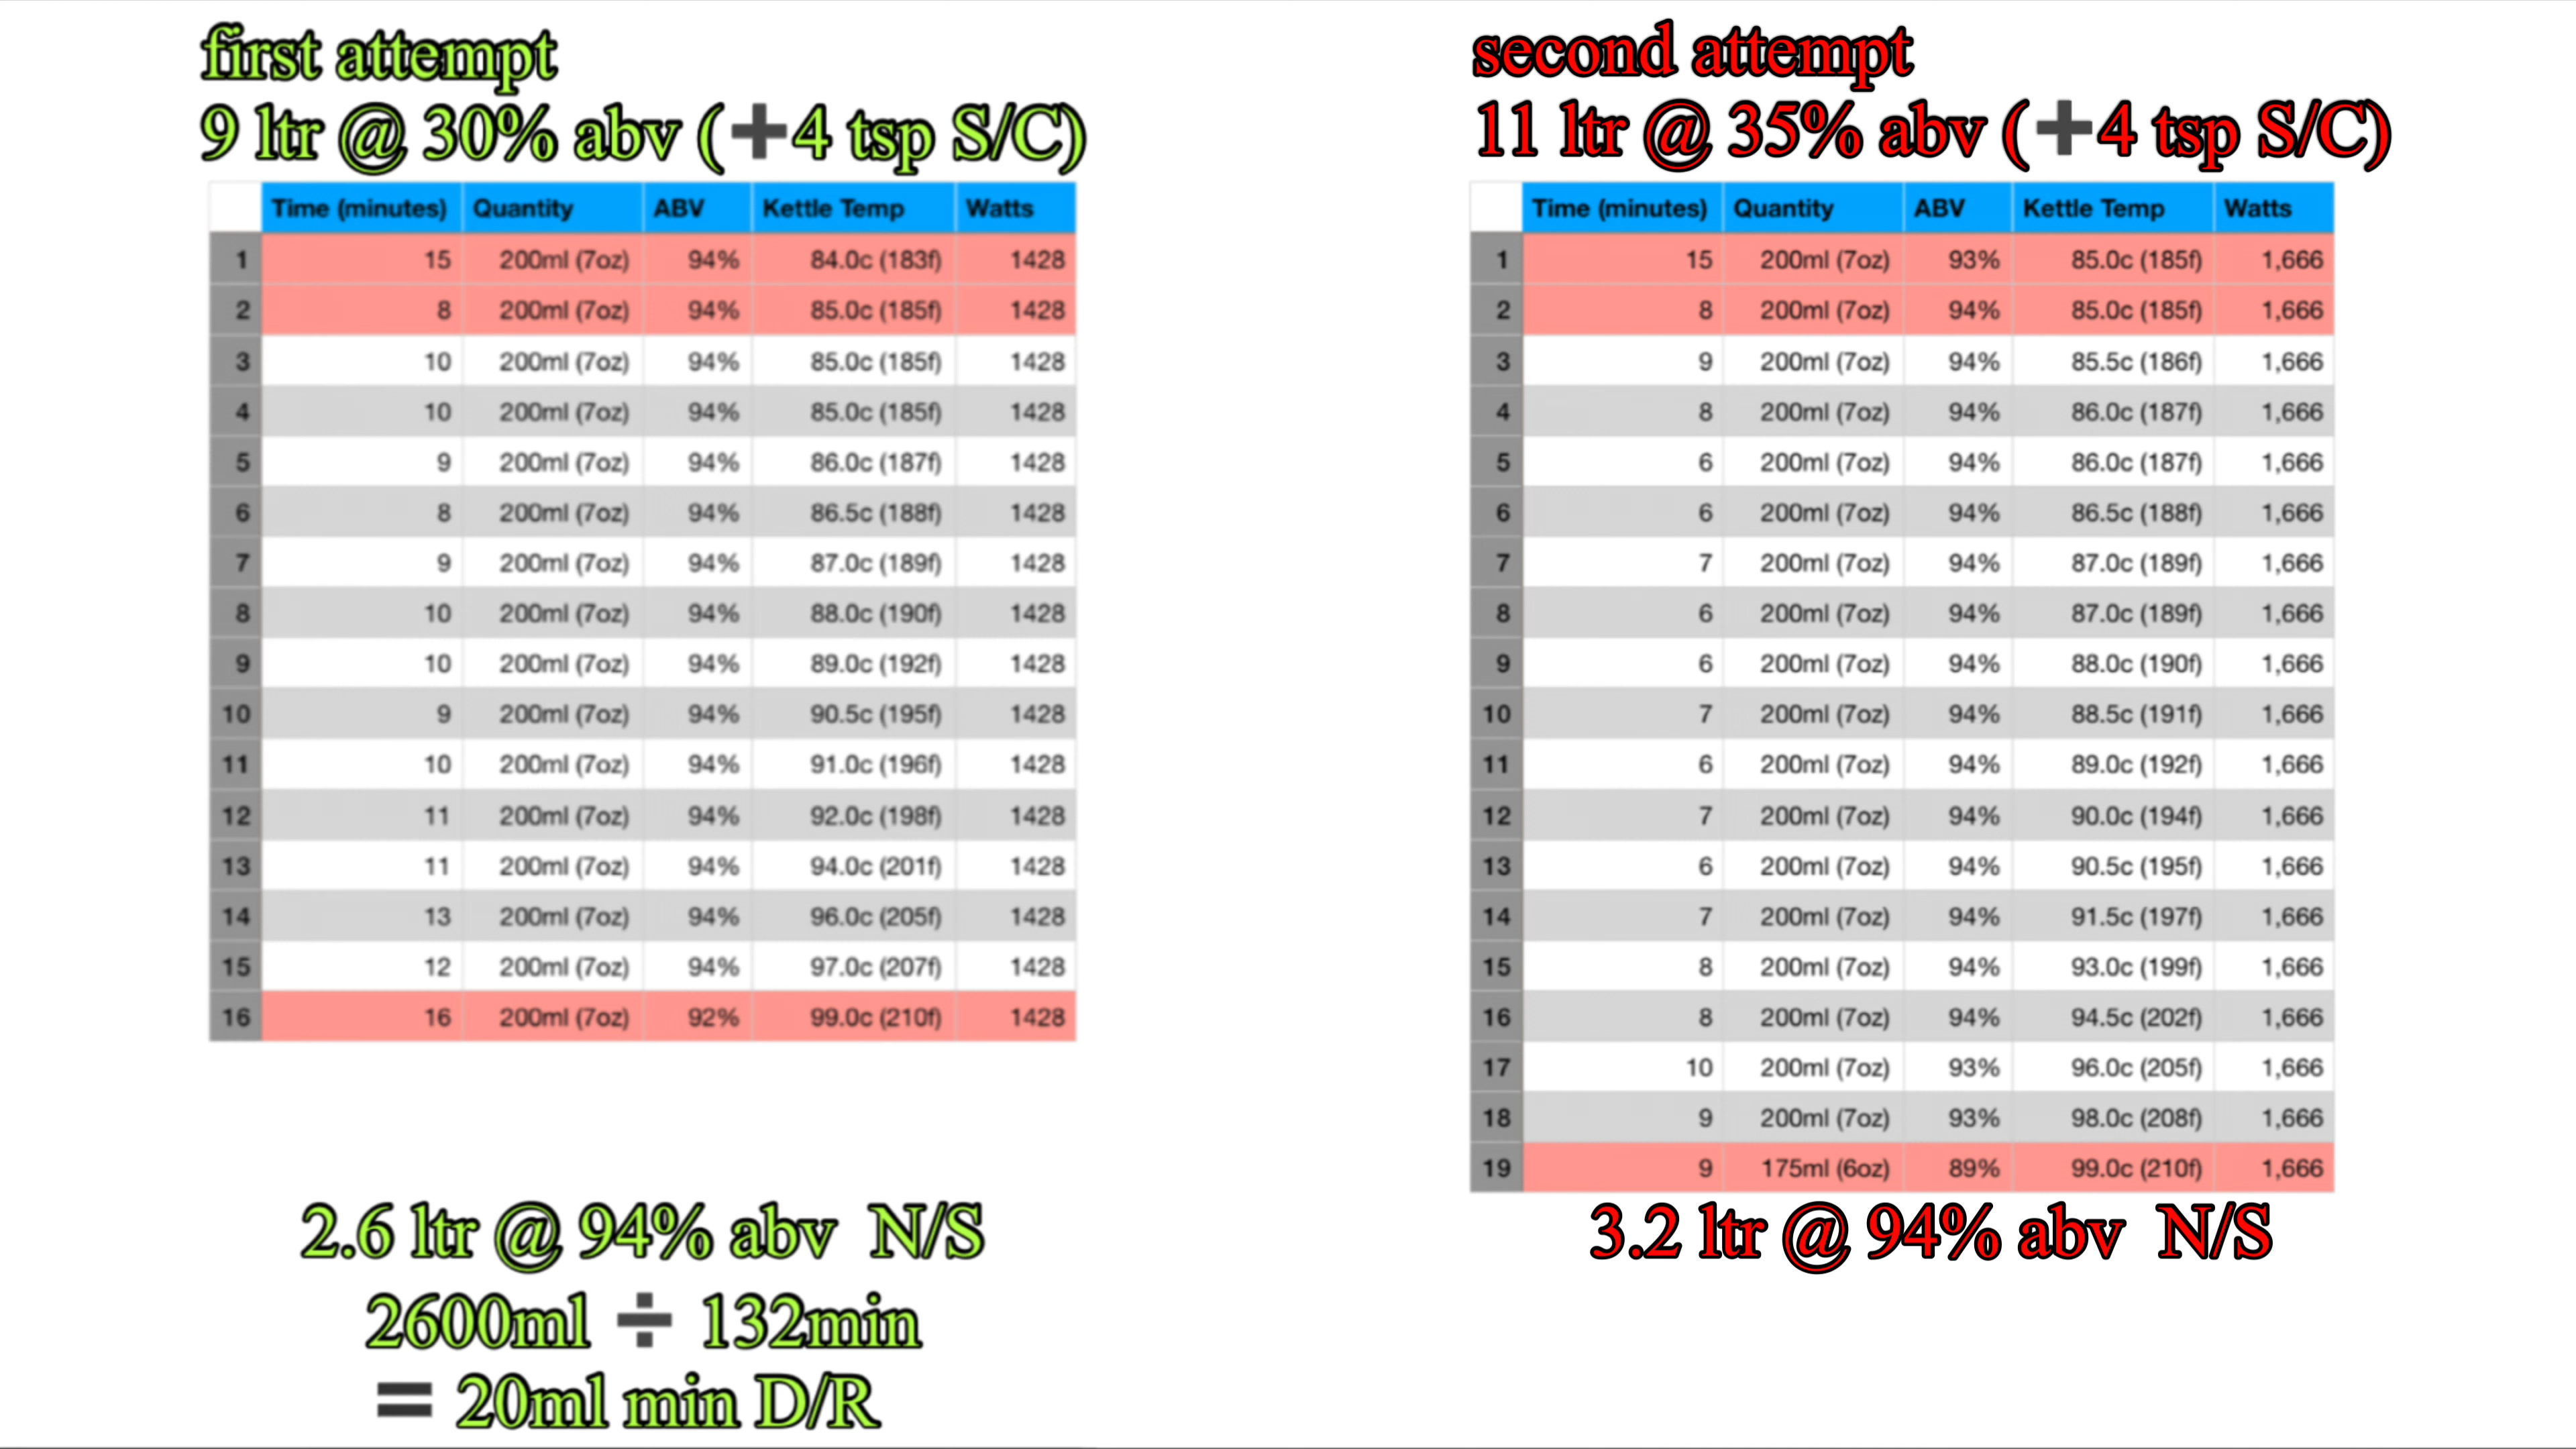 first attempt
9 ltr @ 30% abv (➕4 tsp S/C)
Time (minutes) Quantity ABV Kettle Temp Watts
1 15 200ml (7oz) 94% 84.0c (183f) 1428
2 8 200ml (7oz) 94% 85.0c (185f) 1428
3 10 200ml (7oz) 94% 85.0c (185f) 1428
4 10 200ml (7oz) 94% 85.0c (185f) 1428
5 9 200ml (7oz) 94% 86.0c (187f) 1428
6 8 200ml (7oz) 94% 86.5c (188f) 1428
7 9 200ml (7oz) 94% 87.0c (189f) 1428
8 10 200ml (7oz) 94% 88.0c (190f) 1428
9 10 200ml (7oz) 94% 89.0c (192f) 1428
10 9 200ml (7oz) 94% 90.5c (195f) 1428
11 10 200ml (7oz) 94% 91.0c (196f) 1428
12 11 200ml (7oz) 94% 92.0c (198f) 1428
13 11 200ml (7oz) 94% 94.0c (201f) 1428
14 13 200ml (7oz) 94% 96.0c (205f) 1428
15 12 200ml (7oz) 94% 97.0c (207f) 1428
16 16 200ml (7oz) 92% 99.0c (210f) 1428
2.6 ltr @ 94% abv N/S
2600ml ➗ 132min
= 20ml min D/R
second attempt
11 ltr @ 35% abv (➕4 tsp S/C)
Time (minutes) Quantity ABV Kettle Temp Watts
1 15 200ml (7oz) 93% 85.0c (185f) 1,666
2 8 200ml (7oz) 94% 85.0c (185f) 1,666
3 9 200ml (7oz) 94% 85.5c (186f) 1,666
4 8 200ml (7oz) 94% 86.0c (187f) 1,666
5 6 200ml (7oz) 94% 86.0c (187f) 1,666
6 6 200ml (7oz) 94% 86.5c (188f) 1,666
7 7 200ml (7oz) 94% 87.0c (189f) 1,666
8 6 200ml (7oz) 94% 87.0c (189f) 1,666
9 6 200ml (7oz) 94% 88.0c (190f) 1,666
10 7 200ml (7oz) 94% 88.5c (191f) 1,666
11 6 200ml (7oz) 94% 89.0c (192f) 1,666
12 7 200ml (7oz) 94% 90.0c (194f) 1,666
13 6 200ml (7oz) 94% 90.5c (195f) 1,666
14 7 200ml (7oz) 94% 91.5c (197f) 1,666
15 8 200ml (7oz) 94% 93.0c (199f) 1,666
16 8 200ml (7oz) 94% 94.5c (202f) 1,666
17 10 200ml (7oz) 93% 96.0c (205f) 1,666
18 9 200ml (7oz) 93% 98.0c (208f) 1,666
19 9 175ml (6oz) 89% 99.0c (210f) 1,666
3.2 ltr @ 94% abv N/S